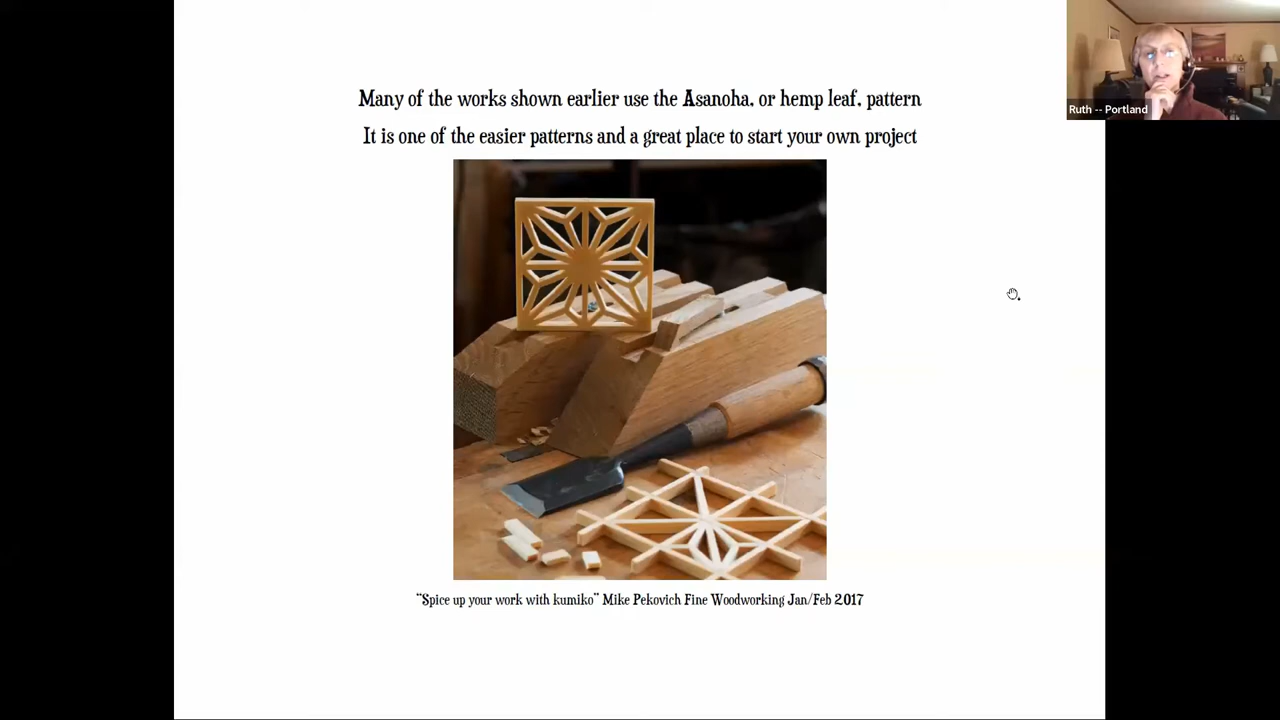 Many of the works shown earlier use the Asanoha, or hemp leaf, pattern
It is one of the easier patterns and a great place to start your own project
"Spice up your work with kumiko" Mike Pekovich Fine Woodworking Jan/Feb 2017
Ruth -- Portland